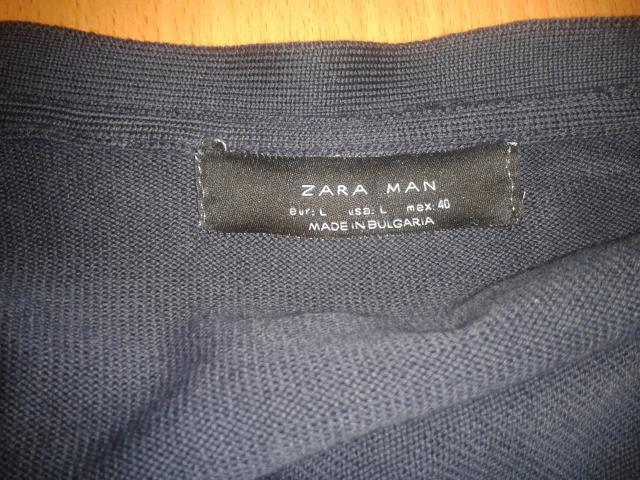 ZARA MAN
eur: L usa: L mex: 40
MADE IN BULGARIA